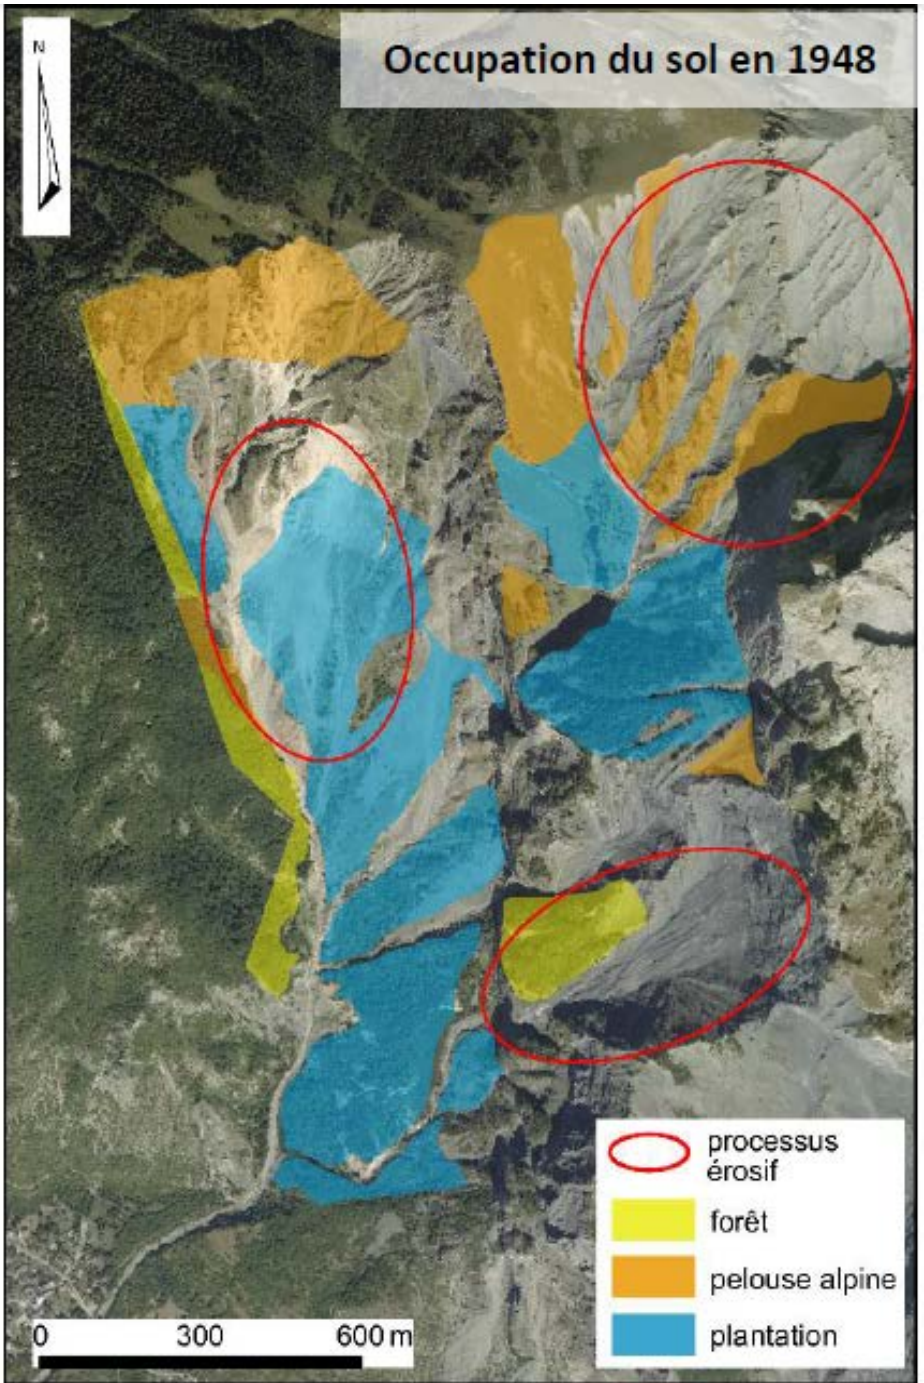 Occupation du sol en 1948
N
processus
érosif
forêt
pelouse alpine
plantation
0 300 600 m